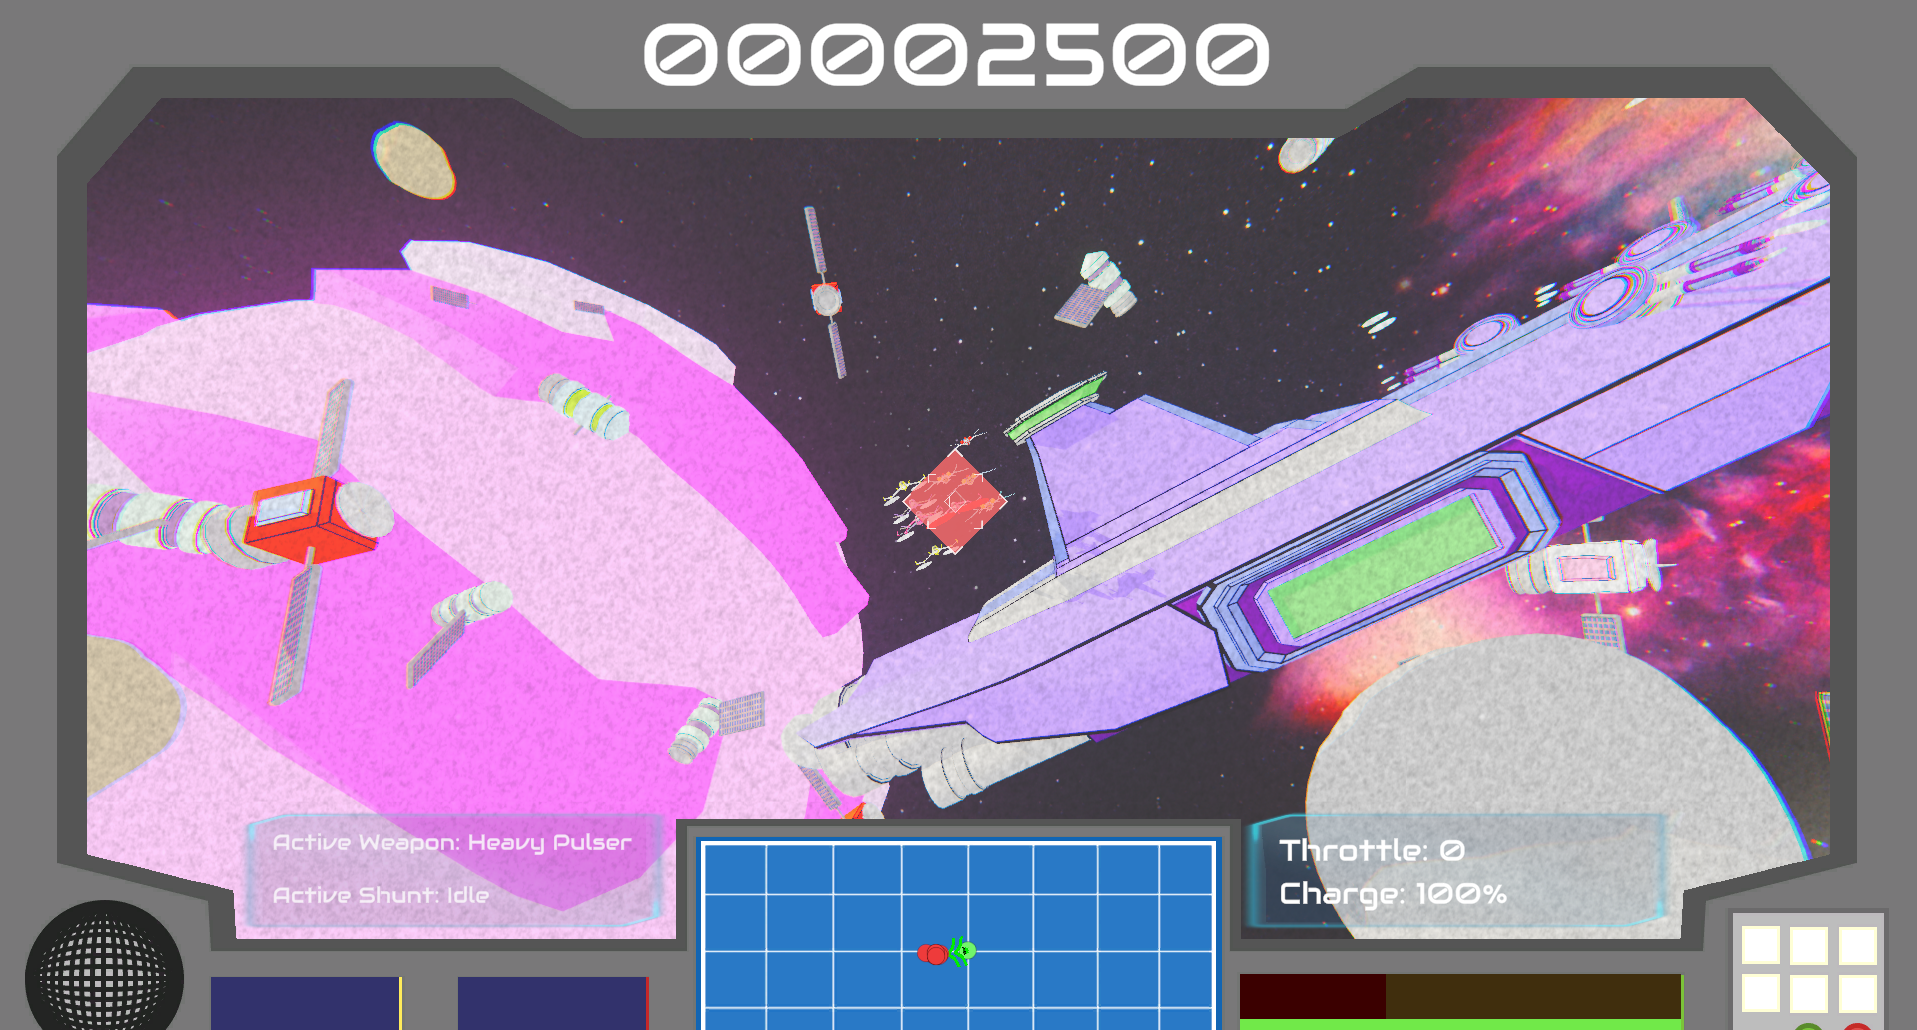 00002500
Active Weapon: Heavy Pulser
Active Shunt: Idle
Throttle: 0
Charge: 100%